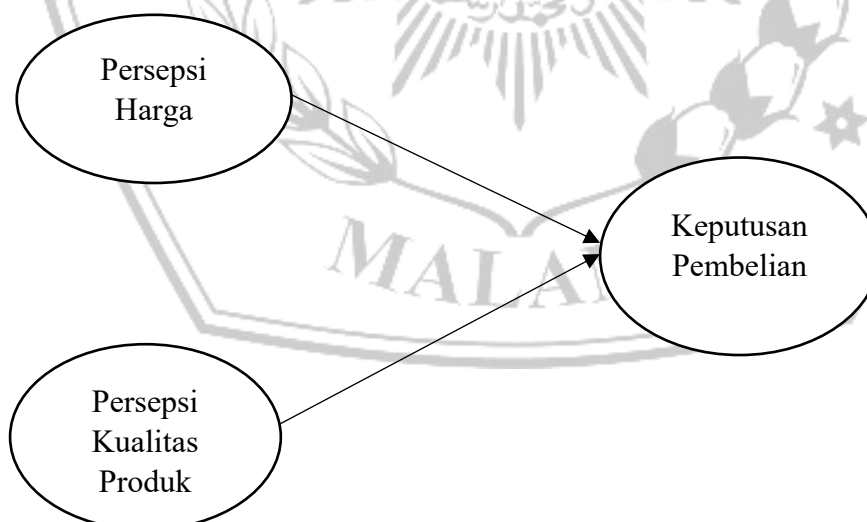 Persepsi
Harga
Keputusan
Pembelian
Persepsi
Kualitas
Produk